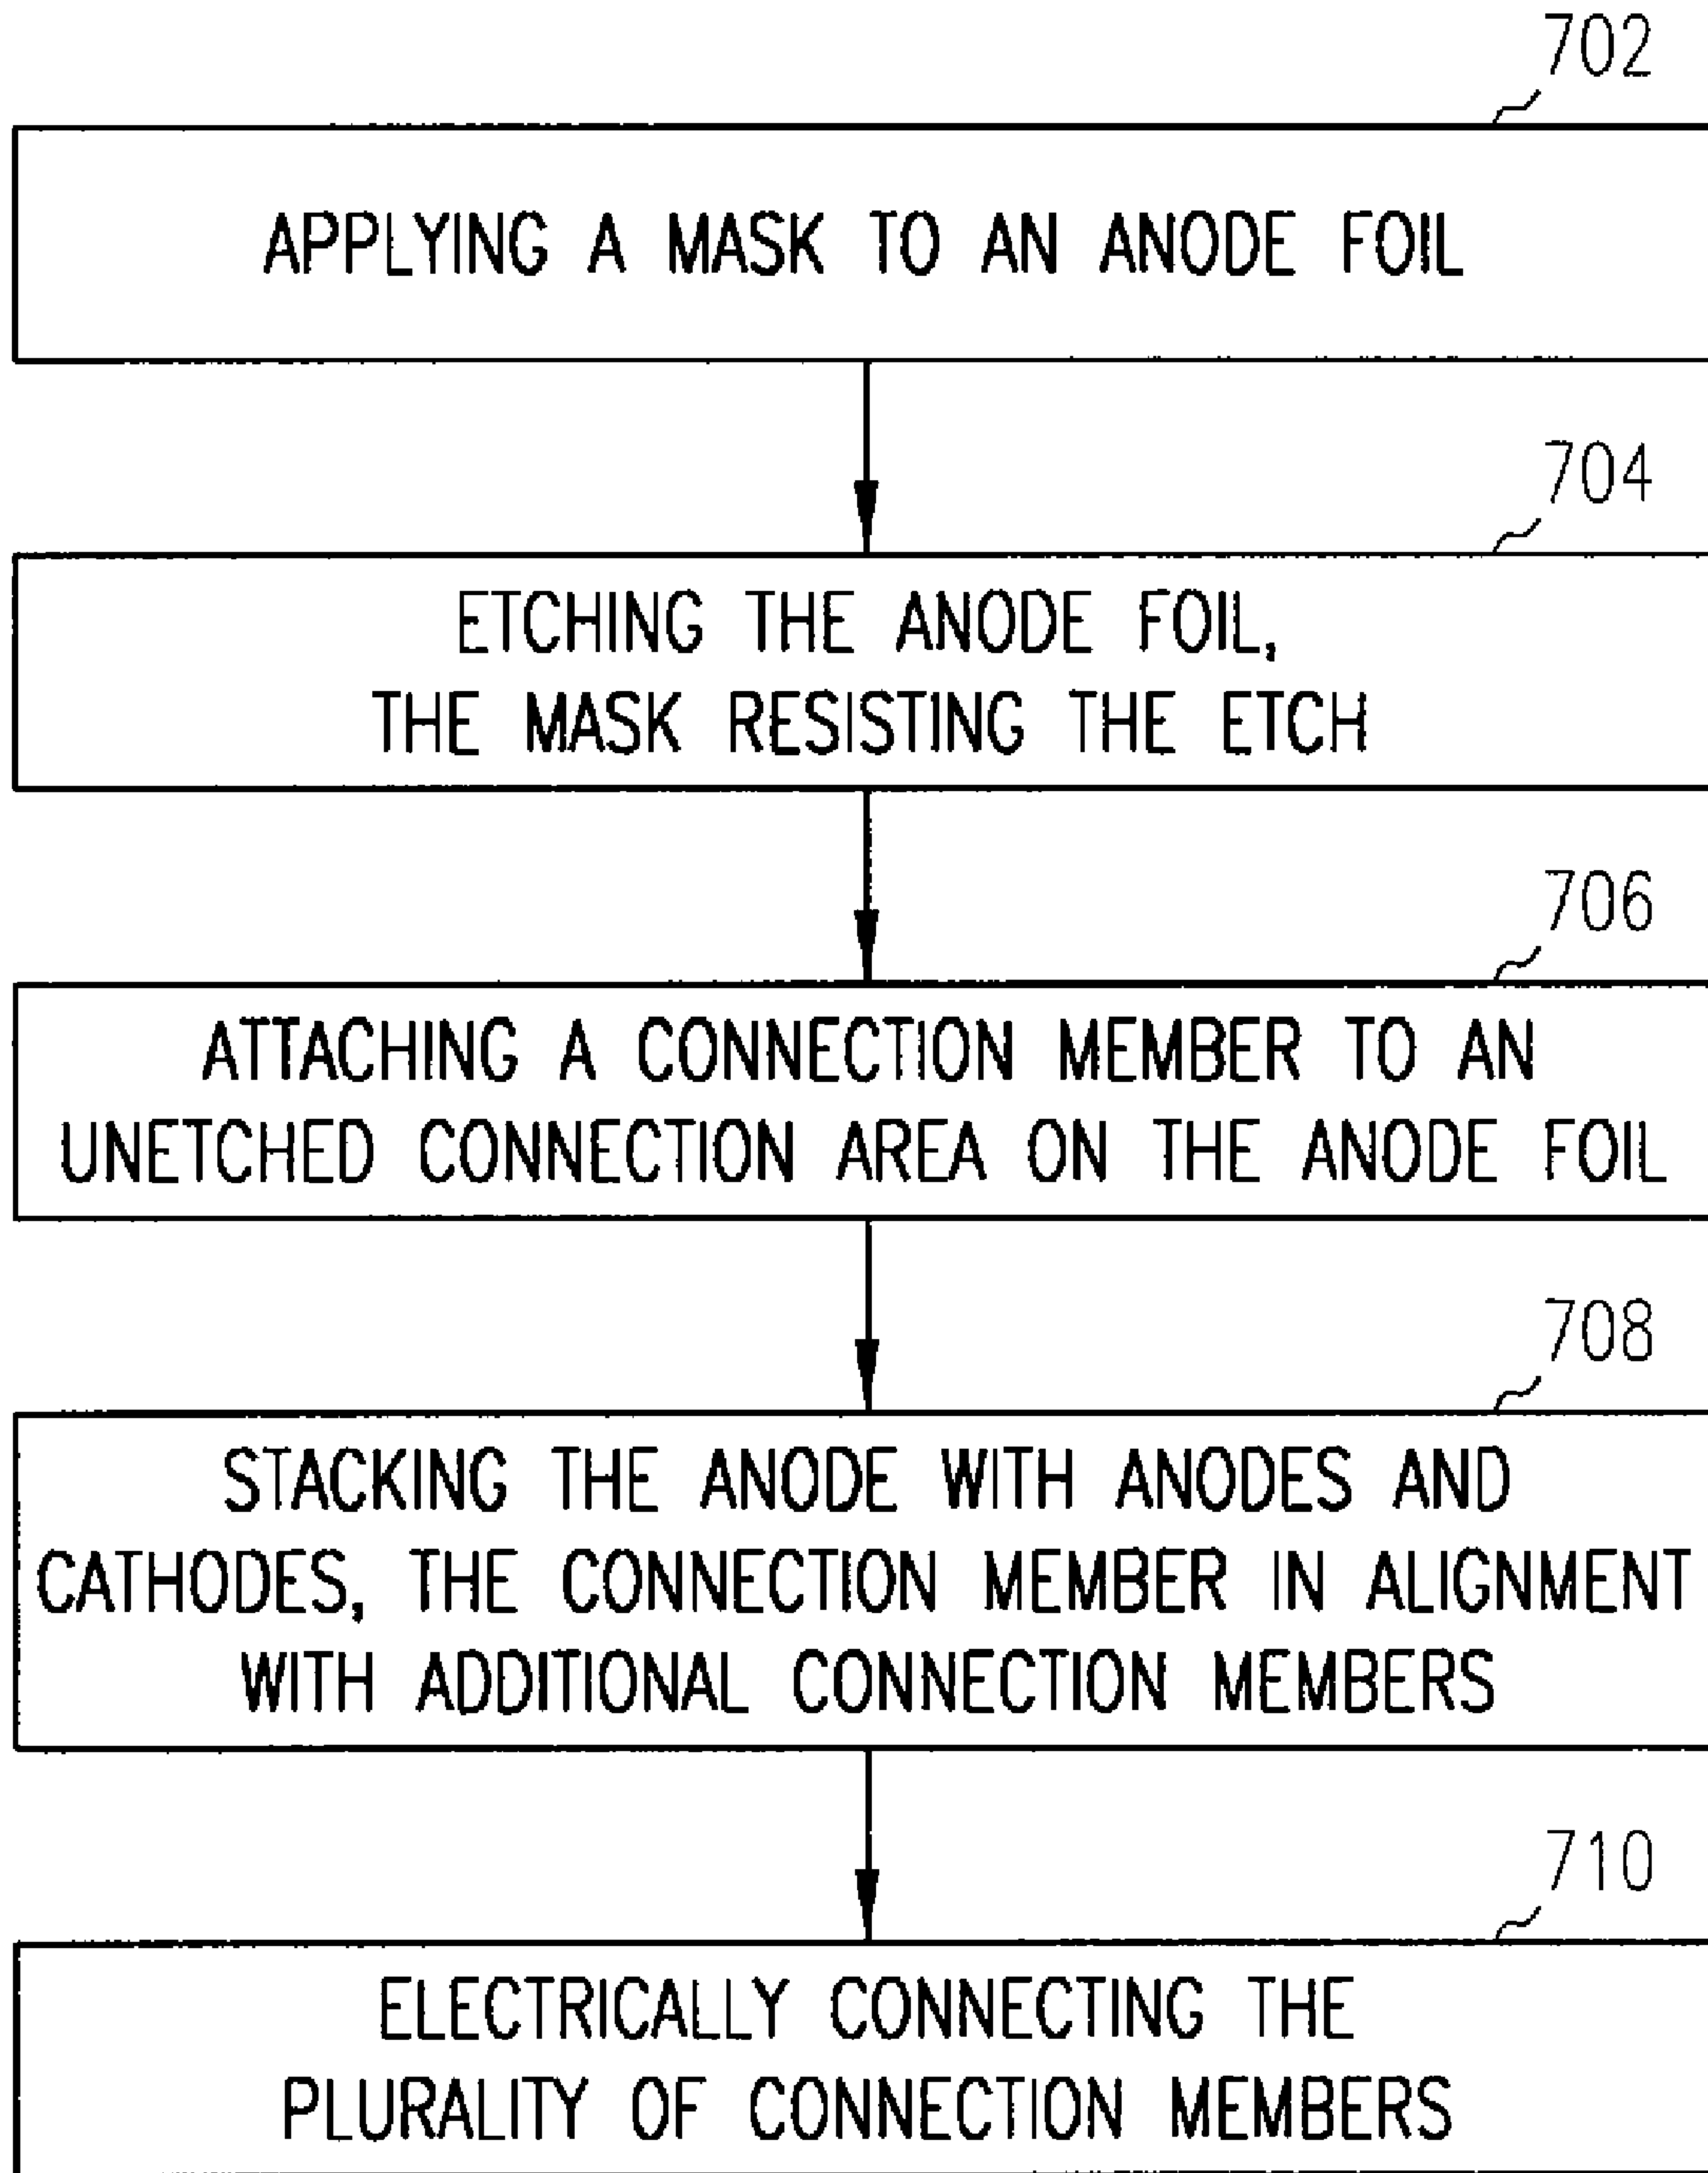 702
APPLYING A MASK TO AN ANODE FOIL
704
ETCHING THE ANODE FOIL,
THE MASK RESISTING THE ETCH
706
ATTACHING A CONNECTION MEMBER TO AN
UNETCHED CONNECTION AREA ON THE ANODE FOIL
708
STACKING THE ANODE WITH ANODES AND
CATHODES, THE CONNECTION MEMBER IN ALIGNMENT
WITH ADDITIONAL CONNECTION MEMBERS
710
ELECTRICALLY CONNECTING THE
PLURALITY OF CONNECTION MEMBERS